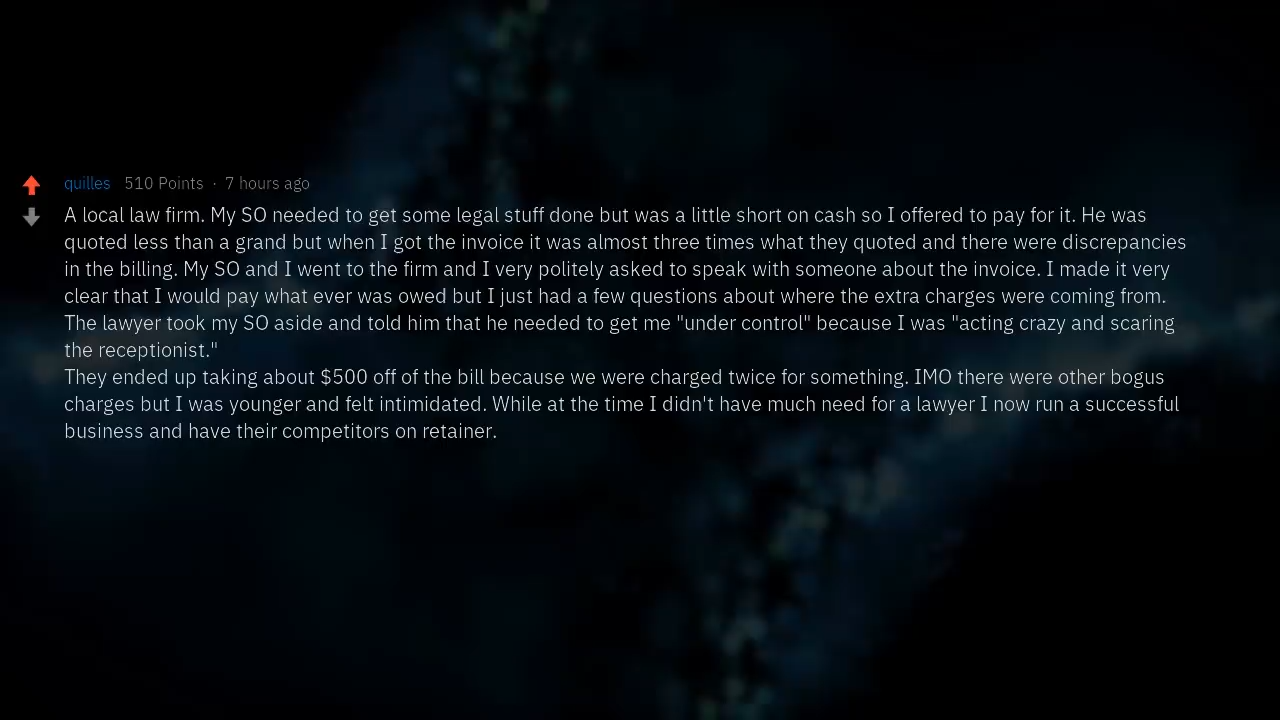 quilles 510 Points · 7 hours ago
A local law firm. My SO needed to get some legal stuff done but was a little short on cash so I offered to pay for it. He was
quoted less than a grand but when I got the invoice it was almost three times what they quoted and there were discrepancies
in the billing. My SO and I went to the firm and I very politely asked to speak with someone about the invoice. I made it very
clear that I would pay what ever was owed but I just had a few questions about where the extra charges were coming from.
The lawyer took my SO aside and told him that he needed to get me "under control" because I was "acting crazy and scaring
the receptionist."
They ended up taking about $500 off of the bill because we were charged twice for something. IMO there were other bogus
charges but I was younger and felt intimidated. While at the time I didn't have much need for a lawyer I now run a successful
business and have their competitors on retainer.